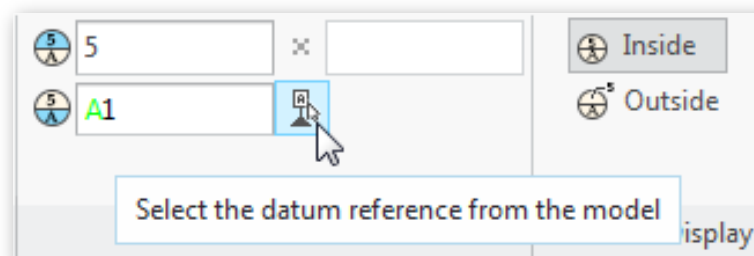 5 × Inside
A1 Outside
Select the datum reference from the model
isplay